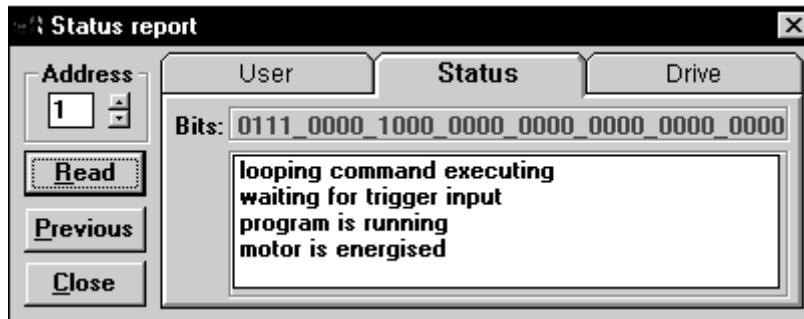 Status report
Address
1
Read
Previous
Close
User Status Drive
Bits: 0111_0000_1000_0000_0000_0000_0000_0000
looping command executing
waiting for trigger input
program is running
motor is energised